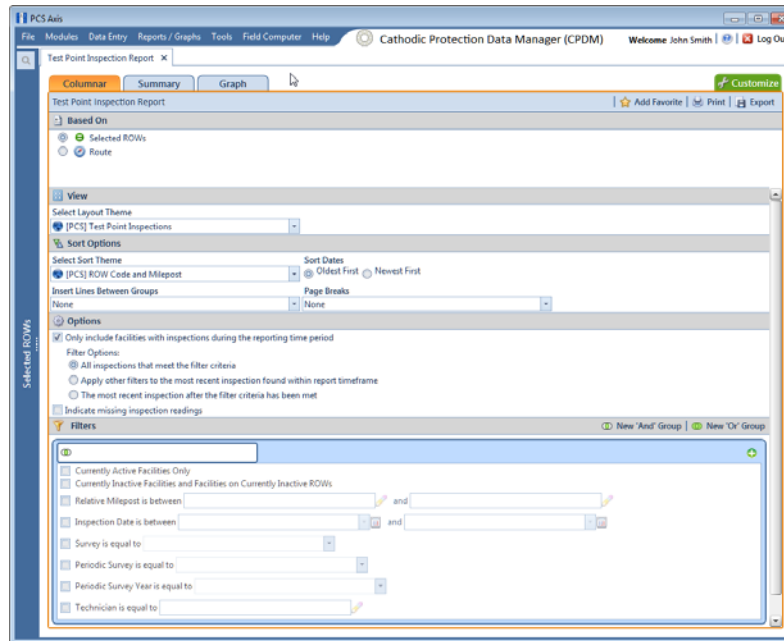 PCS Axis
File Modules Data Entry Reports / Graphs Tools Field Computer Help Cathodic Protection Data Manager (CPDM) Welcome John Smith | Log Ou
Test Point Inspection Report X
Columnar Summary Graph Customize
Test Point Inspection Report | Add Favorite | Print | Export
Based On
Selected ROWs
Route
View
Select Layout Theme
[PCS] Test Point Inspections
Sort Options
Select Sort Theme Sort Dates
[PCS] ROW Code and Milepost Oldest First Newest First
Insert Lines Between Groups Page Breaks
None None
Options
Only include facilities with inspections during the reporting time period
Filter Options:
All inspections that meet the filter criteria
Apply other filters to the most recent inspection found within report timeframe
The most recent inspection after the filter criteria has been met
Indicate missing inspection readings
Filters New 'And' Group | New 'Or' Group
Currently Active Facilities Only
Currently Inactive Facilities and Facilities on Currently Inactive ROWs
Relative Milepost is between and
Inspection Date is between and
Survey is equal to
Periodic Survey is equal to
Periodic Survey Year is equal to
Technician is equal to
Selected ROWs